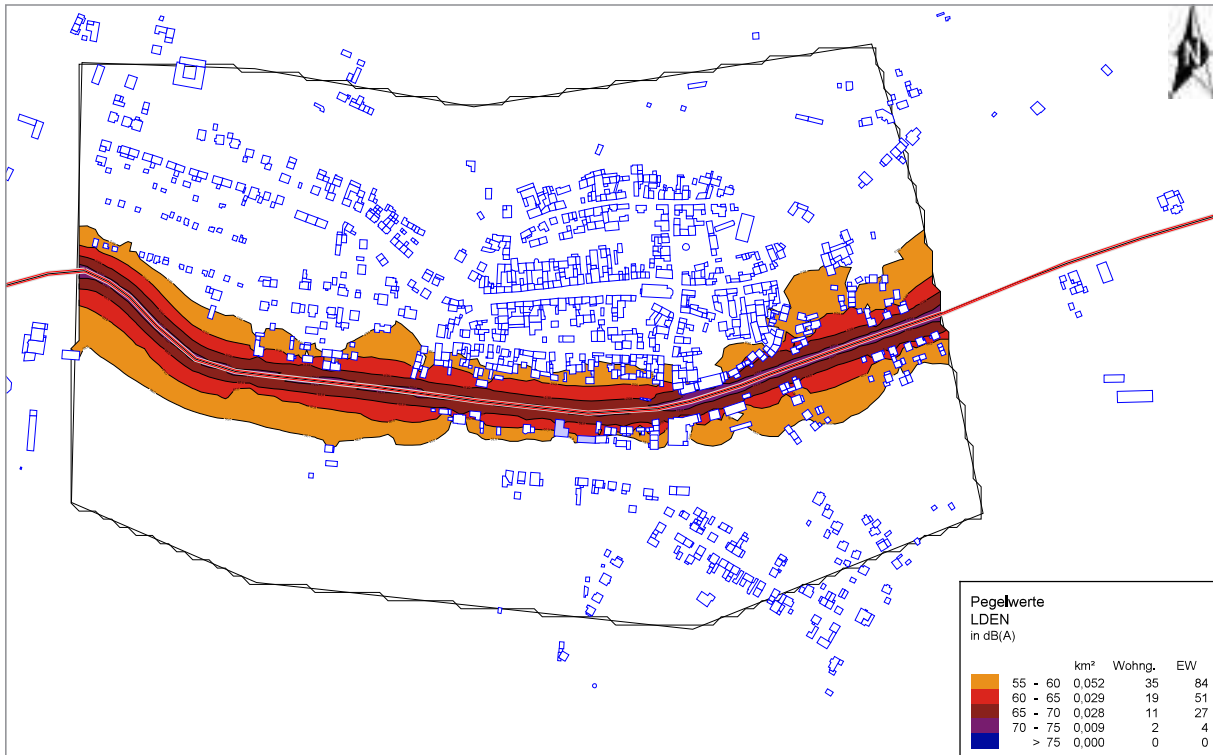 N
Pegelwerte
LDEN
in dB(A)
km² Wohng. EW
55 - 60 0,052 35 84
60 - 65 0,029 19 51
65 - 70 0,028 11 27
70 - 75 0,009 2 4
> 75 0,000 0 0